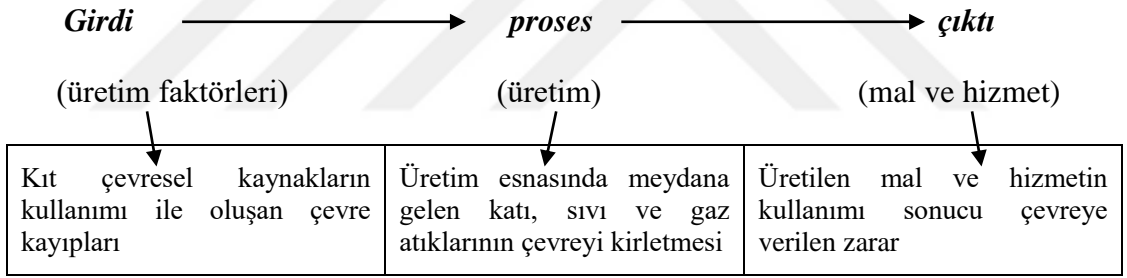 Girdi proses çıktı
(üretim faktörleri) (üretim) (mal ve hizmet)
Kıt çevresel kaynakların
kullanımı ile oluşan çevre
kayıpları
Üretim esnasında meydana
gelen katı, sıvı ve gaz
atıklarının çevreyi kirletmesi
Üretilen mal ve hizmetin
kullanımı sonucu çevreye
verilen zarar